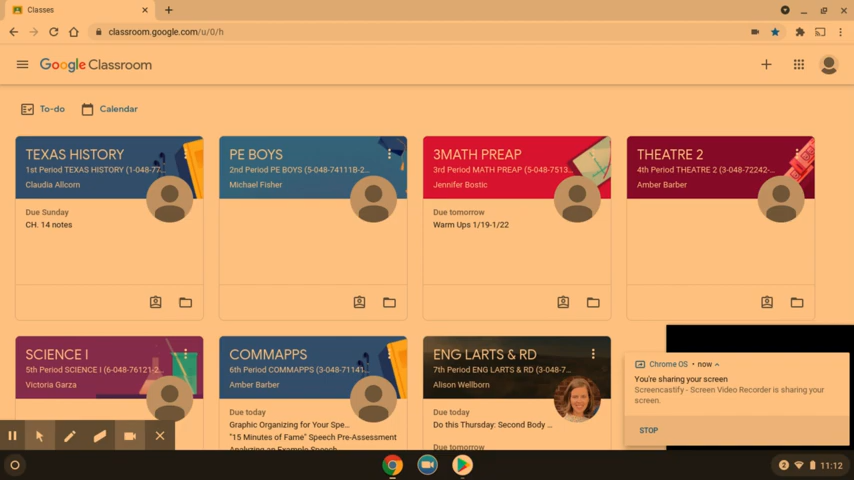 Classes
classroom.google.com/u/0/h
Google Classroom
To-do
Calendar
TEXAS HISTORY
1st Period TEXAS HISTORY (1-048-77...
Claudia Allcorn
Due Sunday
CH. 14 notes
PE BOYS
2nd Period PE BOYS (5-048-74111B-2...
Michael Fisher
3MATH PREAP
3rd Period MATH PREAP (5-048-7513...
Jennifer Bostic
Due tomorrow
Warm Ups 1/19-1/22
THEATRE 2
4th Period THEATRE 2 (3-048-72242-...
Amber Barber
SCIENCE I
5th Period SCIENCE I (6-048-76121-2...
Victoria Garza
COMMAPPS
6th Period COMMAPPS (3-048-71141...
Amber Barber
Due today
Graphic Organizing for Your Spe...
"15 Minutes of Fame" Speech Pre-Assessment
Analyzing an Example Speech
ENG LARTS & RD
7th Period ENG LARTS & RD (3-048-7...
Alison Wellborn
Due today
Do this Thursday: Second Body ...
Due tomorrow
Chrome OS • now
You're sharing your screen
Screencastify - Screen Video Recorder is sharing your
screen.
STOP
2
11:12